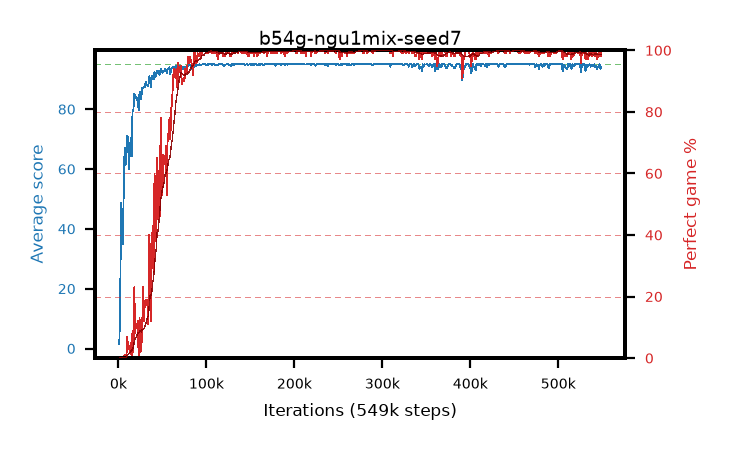 b54g-ngu1mix-seed7
100
80
80
60
60
40
40
20
20
0
0
Average score
Perfect game %
0k 100k 200k 300k 400k 500k
Iterations (549k steps)